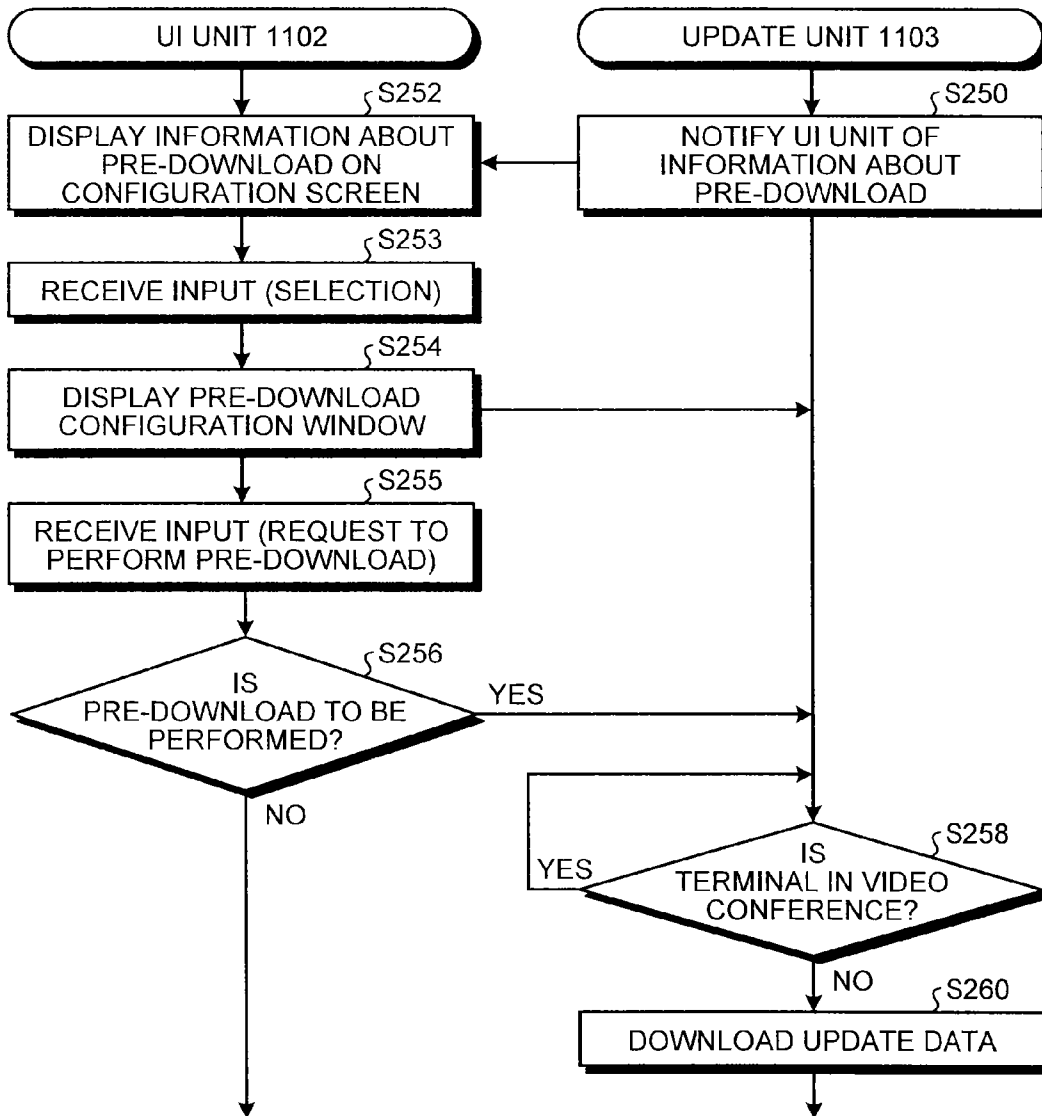 UI UNIT 1102
UPDATE UNIT 1103
S252
DISPLAY INFORMATION ABOUT
PRE-DOWNLOAD ON
CONFIGURATION SCREEN
S250
NOTIFY UI UNIT OF
INFORMATION ABOUT
PRE-DOWNLOAD
S253
RECEIVE INPUT (SELECTION)
S254
DISPLAY PRE-DOWNLOAD
CONFIGURATION WINDOW
S255
RECEIVE INPUT (REQUEST TO
PERFORM PRE-DOWNLOAD)
S256
IS
PRE-DOWNLOAD TO BE
PERFORMED?
YES
NO
S258
IS
TERMINAL IN VIDEO
CONFERENCE?
YES
NO
S260
DOWNLOAD UPDATE DATA